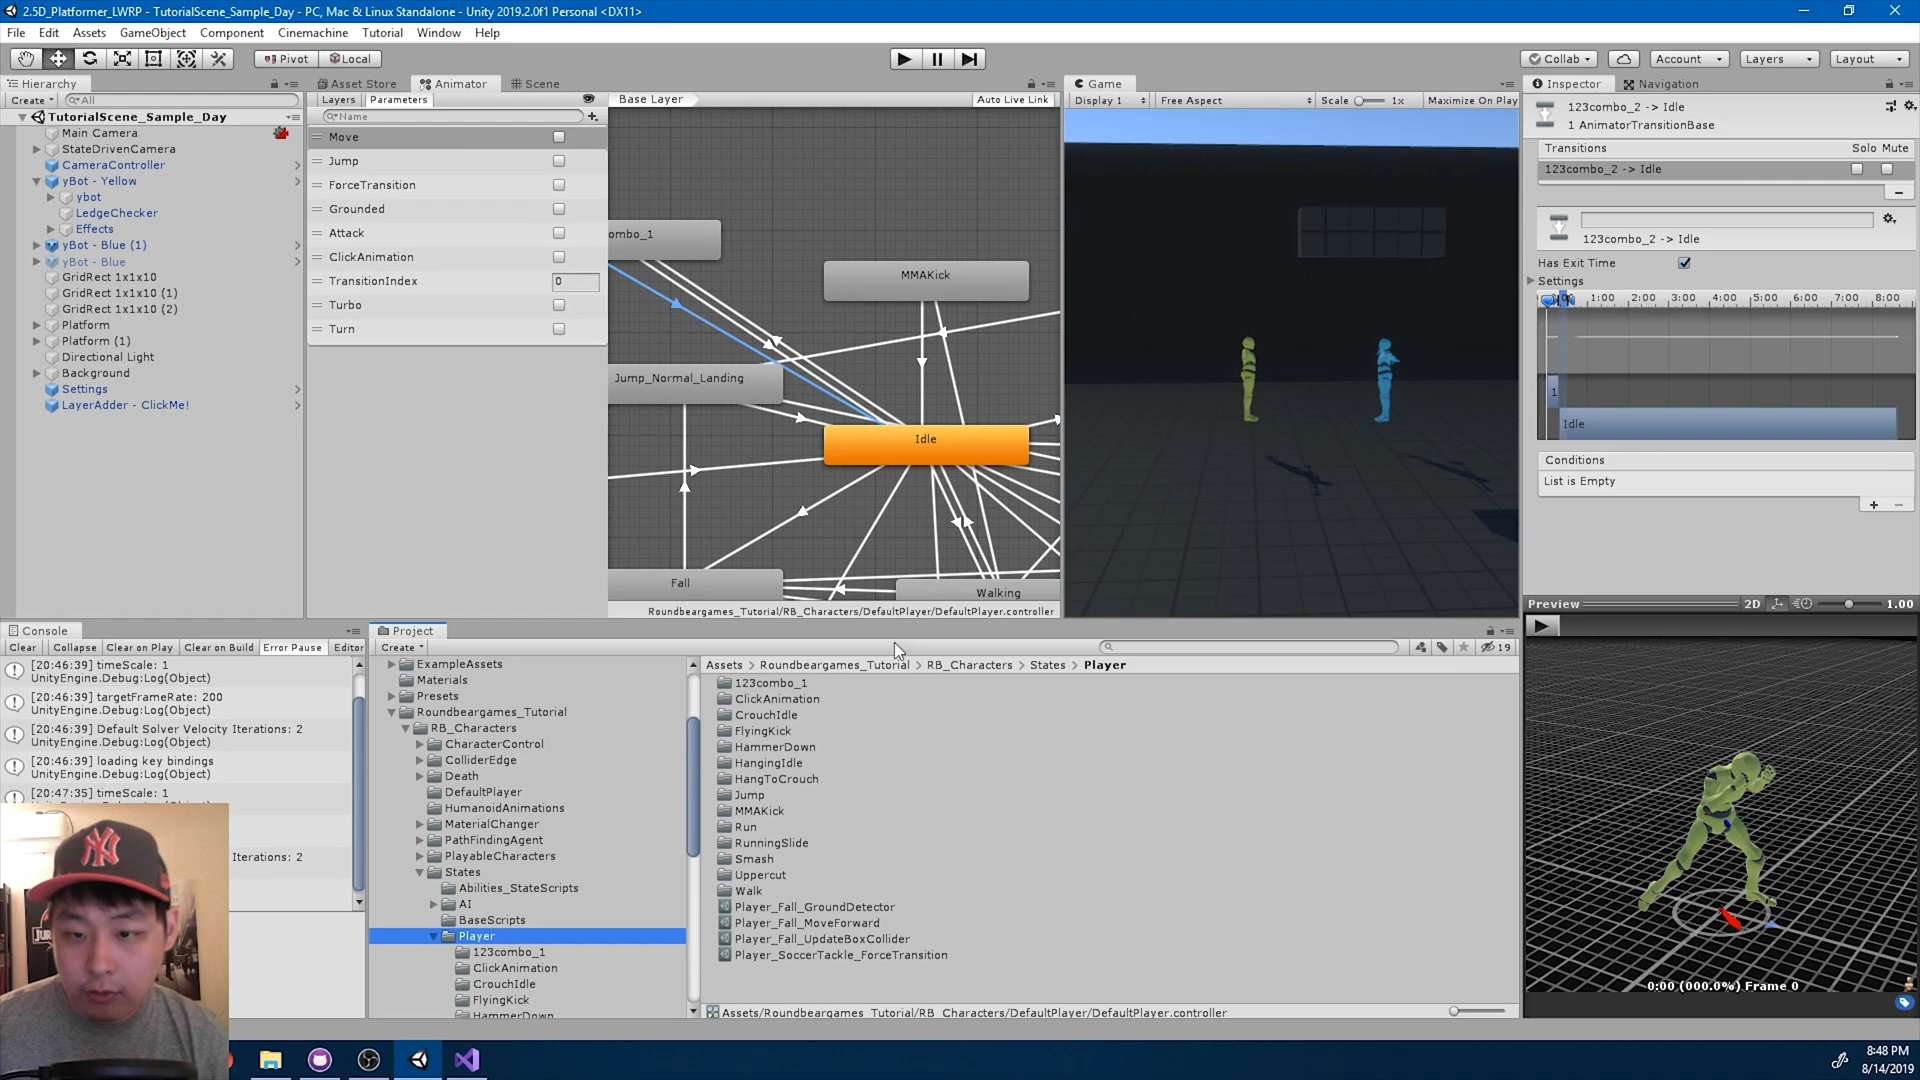 2.5D_Platformer_LWRP - TutorialScene_Sample_Day - PC, Mac & Linux Standalone - Unity 2019.2.0f1 Personal <DX11>
File Edit Assets GameObject Component Cinemachine Tutorial Window Help
Pivot Local Collab Account Layers Layout
Hierarchy
Create All
TutorialScene_Sample_Day
Main Camera
StateDrivenCamera
CameraController
yBot - Yellow
ybot
LedgeChecker
Effects
yBot - Blue (1)
yBot - Blue
GridRect 1x1x10
GridRect 1x1x10 (1)
GridRect 1x1x10 (2)
Platform
Platform (1)
Directional Light
Background
Settings
LayerAdder - ClickMe!
Asset Store Animator Scene
Layers Parameters
Base Layer Auto Live Link
Name
Move
Jump
ForceTransition
Grounded
Attack
ClickAnimation
TransitionIndex 0
Turbo
Turn
ombo_1
MMAKick
Jump_Normal_Landing
Idle
Fall
Walking
Roundbeargames_Tutorial/RB_Characters/DefaultPlayer/DefaultPlayer.controller
Game
Display 1 Free Aspect Scale 1x Maximize On Play
Inspector Navigation
123combo_2 -> Idle
1 AnimatorTransitionBase
Transitions Solo Mute
123combo_2 -> Idle
123combo_2 -> Idle
Has Exit Time
Settings
1:00 2:00 3:00 4:00 5:00 6:00 7:00 8:00
1
Idle
Conditions
List is Empty
Preview 2D 1.00
0:00 (000.0%) Frame 0
Console
Clear Collapse Clear on Play Clear on Build Error Pause Editor
[20:46:39] timeScale: 1
UnityEngine.Debug:Log(Object)
[20:46:39] targetFrameRate: 200
UnityEngine.Debug:Log(Object)
[20:46:39] Default Solver Velocity Iterations: 2
UnityEngine.Debug:Log(Object)
[20:46:39] loading key bindings
UnityEngine.Debug:Log(Object)
[20:47:35] timeScale: 1
Iterations: 2
Project
Create 19
ExampleAssets
Materials
Presets
Roundbeargames_Tutorial
RB_Characters
CharacterControl
ColliderEdge
Death
DefaultPlayer
HumanoidAnimations
MaterialChanger
PathFindingAgent
PlayableCharacters
States
Abilities_StateScripts
AI
BaseScripts
Player
123combo_1
ClickAnimation
CrouchIdle
FlyingKick
HammerDown
Assets > Roundbeargames_Tutorial > RB_Characters > States > Player
123combo_1
ClickAnimation
CrouchIdle
FlyingKick
HammerDown
HangingIdle
HangToCrouch
Jump
MMAKick
Run
RunningSlide
Smash
Uppercut
Walk
Player_Fall_GroundDetector
Player_Fall_MoveForward
Player_Fall_UpdateBoxCollider
Player_SoccerTackle_ForceTransition
Assets/Roundbeargames_Tutorial/RB_Characters/DefaultPlayer/DefaultPlayer.controller
8:48 PM
8/14/2019